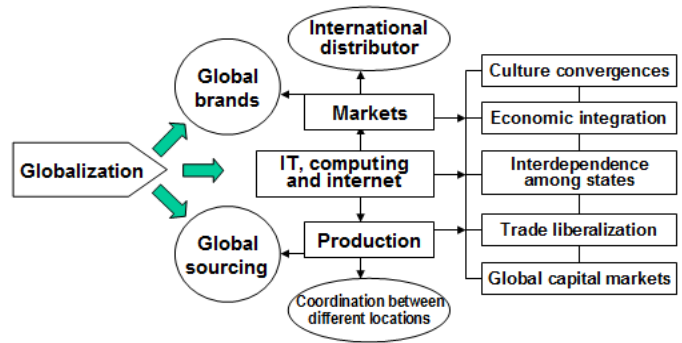 International
distributor
Global
brands
Culture convergences
Markets
Economic integration
Globalization
IT, computing
and internet
Interdependence
among states
Global
sourcing
Production
Trade liberalization
Global capital markets
Coordination between
different locations